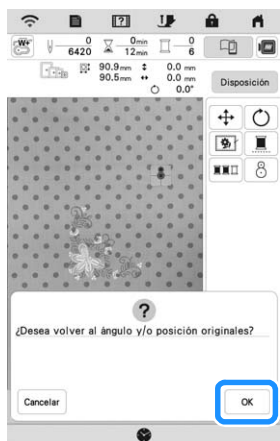 W+
0
6420
0min
12min
0
6
90.9mm
0.0 mm
90.5mm
0.0 mm
0.0°
Disposición
?
¿Desea volver al ángulo y/o posición originales?
Cancelar
OK